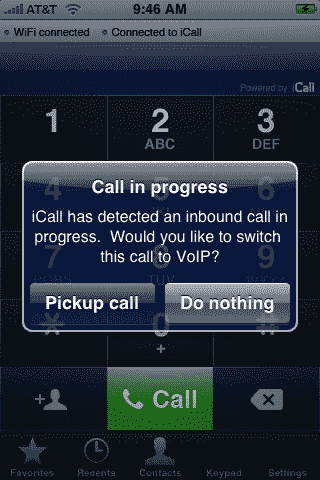 AT&T 9:46 AM
WiFi connected Connected to iCall
Powered by iCall
1 2 3
ABC DEF
4 5 6
Call in progress
iCall has detected an inbound call in
progress. Would you like to switch
this call to VoIP?
7 8 9
TUV
Pickup call Do nothing
* 0 #
+
+ Call
Favorites Recents Contacts Keypad Settings